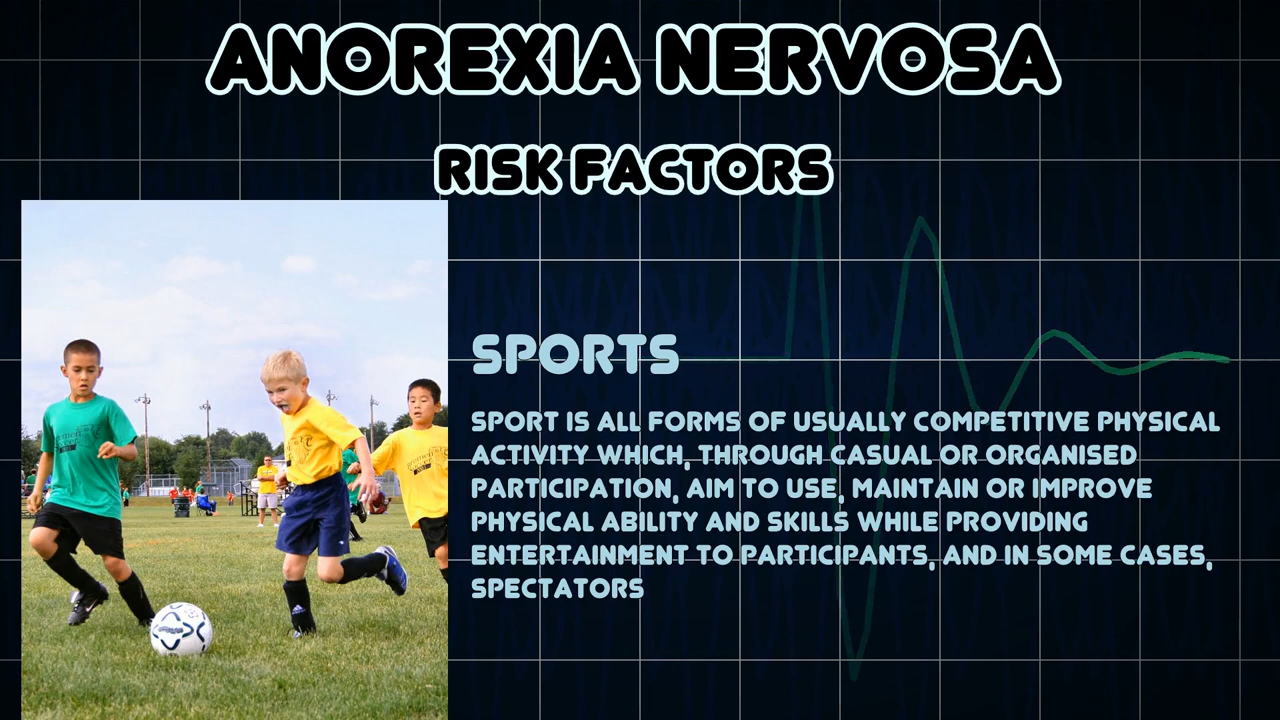 ANOREXIA NERVOSA
RISK FACTORS
SPORTS
SPORT IS ALL FORMS OF USUALLY COMPETITIVE PHYSICAL
ACTIVITY WHICH, THROUGH CASUAL OR ORGANISED
PARTICIPATION, AIM TO USE, MAINTAIN OR IMPROVE
PHYSICAL ABILITY AND SKILLS WHILE PROVIDING
ENTERTAINMENT TO PARTICIPANTS, AND IN SOME CASES,
SPECTATORS